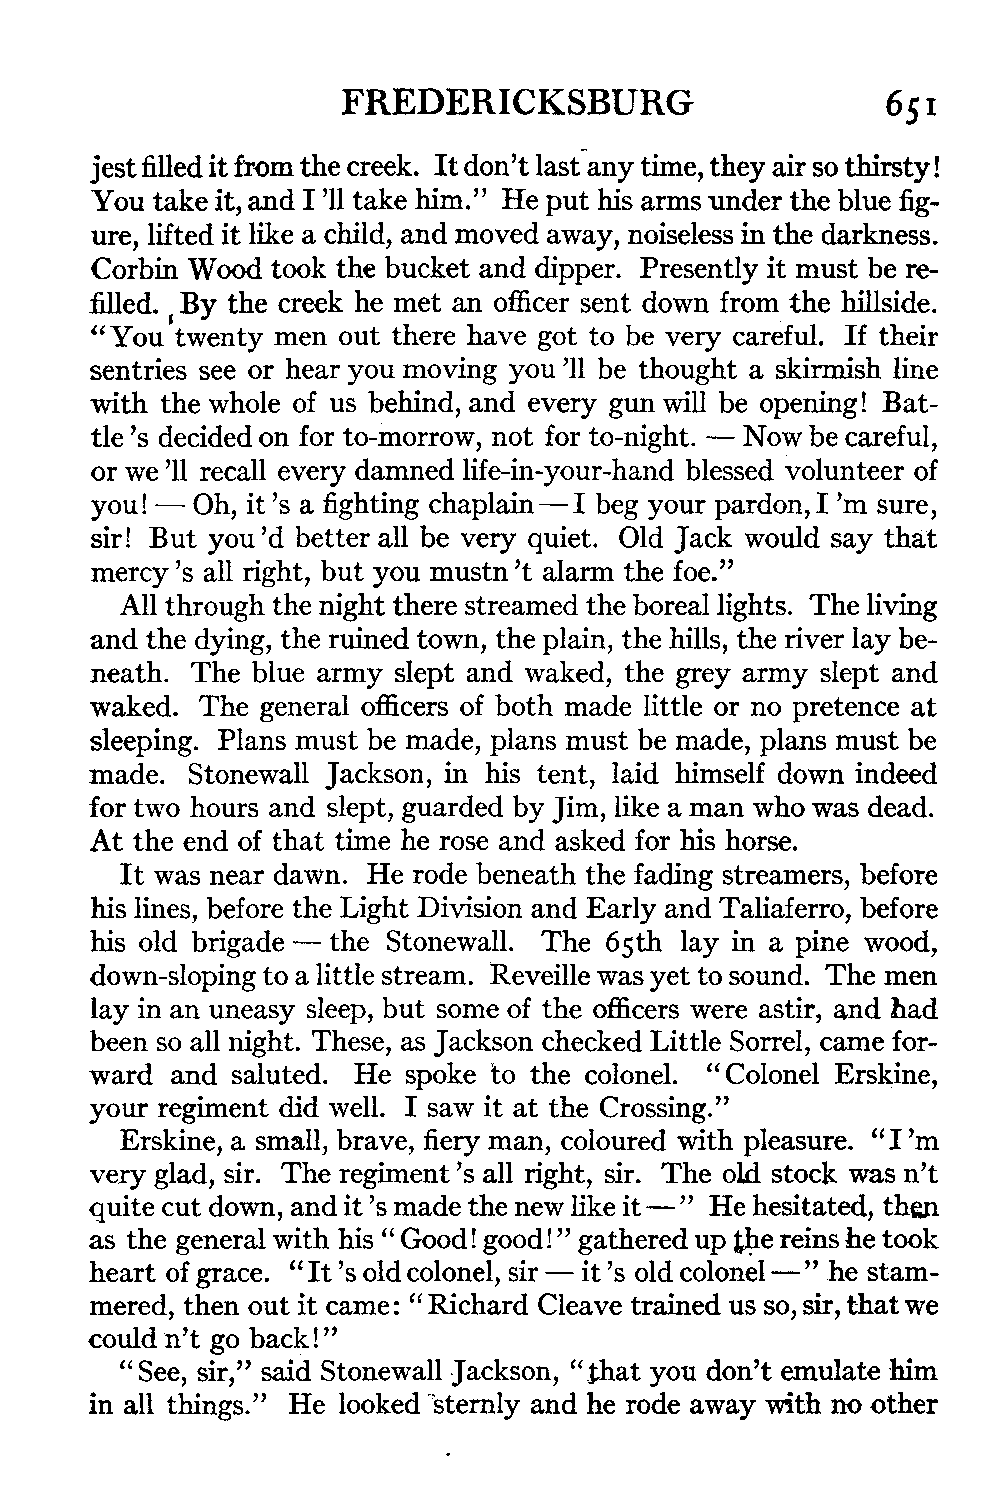 FREDERICKSBURG 651
jest filled it from the creek. It don't last any time, they air so thirsty!
You take it, and I 'll take him." He put his arms under the blue fig-
ure, lifted it like a child, and moved away, noiseless in the darkness.
Corbin Wood took the bucket and dipper. Presently it must be re-
filled. By the creek he met an officer sent down from the hillside.
"You twenty men out there have got to be very careful. If their
sentries see or hear you moving you 'll be thought a skirmish line
with the whole of us behind, and every gun will be opening! Bat-
tle 's decided on for to-morrow, not for to-night. — Now be careful,
or we 'll recall every damned life-in-your-hand blessed volunteer of
you! — Oh, it 's a fighting chaplain — I beg your pardon, I 'm sure,
sir! But you 'd better all be very quiet. Old Jack would say that
mercy 's all right, but you mustn 't alarm the foe."
All through the night there streamed the boreal lights. The living
and the dying, the ruined town, the plain, the hills, the river lay be-
neath. The blue army slept and waked, the grey army slept and
waked. The general officers of both made little or no pretence at
sleeping. Plans must be made, plans must be made, plans must be
made. Stonewall Jackson, in his tent, laid himself down indeed
for two hours and slept, guarded by Jim, like a man who was dead.
At the end of that time he rose and asked for his horse.
It was near dawn. He rode beneath the fading streamers, before
his lines, before the Light Division and Early and Taliaferro, before
his old brigade — the Stonewall. The 65th lay in a pine wood,
down-sloping to a little stream. Reveille was yet to sound. The men
lay in an uneasy sleep, but some of the officers were astir, and had
been so all night. These, as Jackson checked Little Sorrel, came for-
ward and saluted. He spoke to the colonel. "Colonel Erskine,
your regiment did well. I saw it at the Crossing."
Erskine, a small, brave, fiery man, coloured with pleasure. "I 'm
very glad, sir. The regiment 's all right, sir. The old stock was n't
quite cut down, and it 's made the new like it — " He hesitated, then
as the general with his "Good! good!" gathered up the reins he took
heart of grace. "It 's old colonel, sir — it 's old colonel — " he stam-
mered, then out it came: "Richard Cleave trained us so, sir, that we
could n't go back!"
"See, sir," said Stonewall Jackson, "that you don't emulate him
in all things." He looked sternly and he rode away with no other